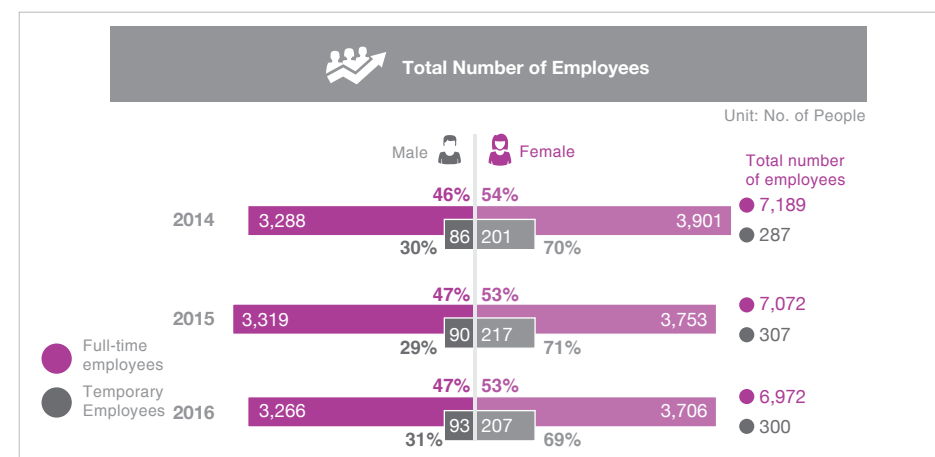 Total Number of Employees
Unit: No. of People
Male Female
Total number
of employees
46% 54%
2014 3,288 3,901 7,189
86 201 287
30% 70%
47% 53%
2015 3,319 3,753 7,072
90 217 307
29% 71%
Full-time
employees
Temporary
Employees
47% 53%
2016 3,266 3,706 6,972
93 207 300
31% 69%